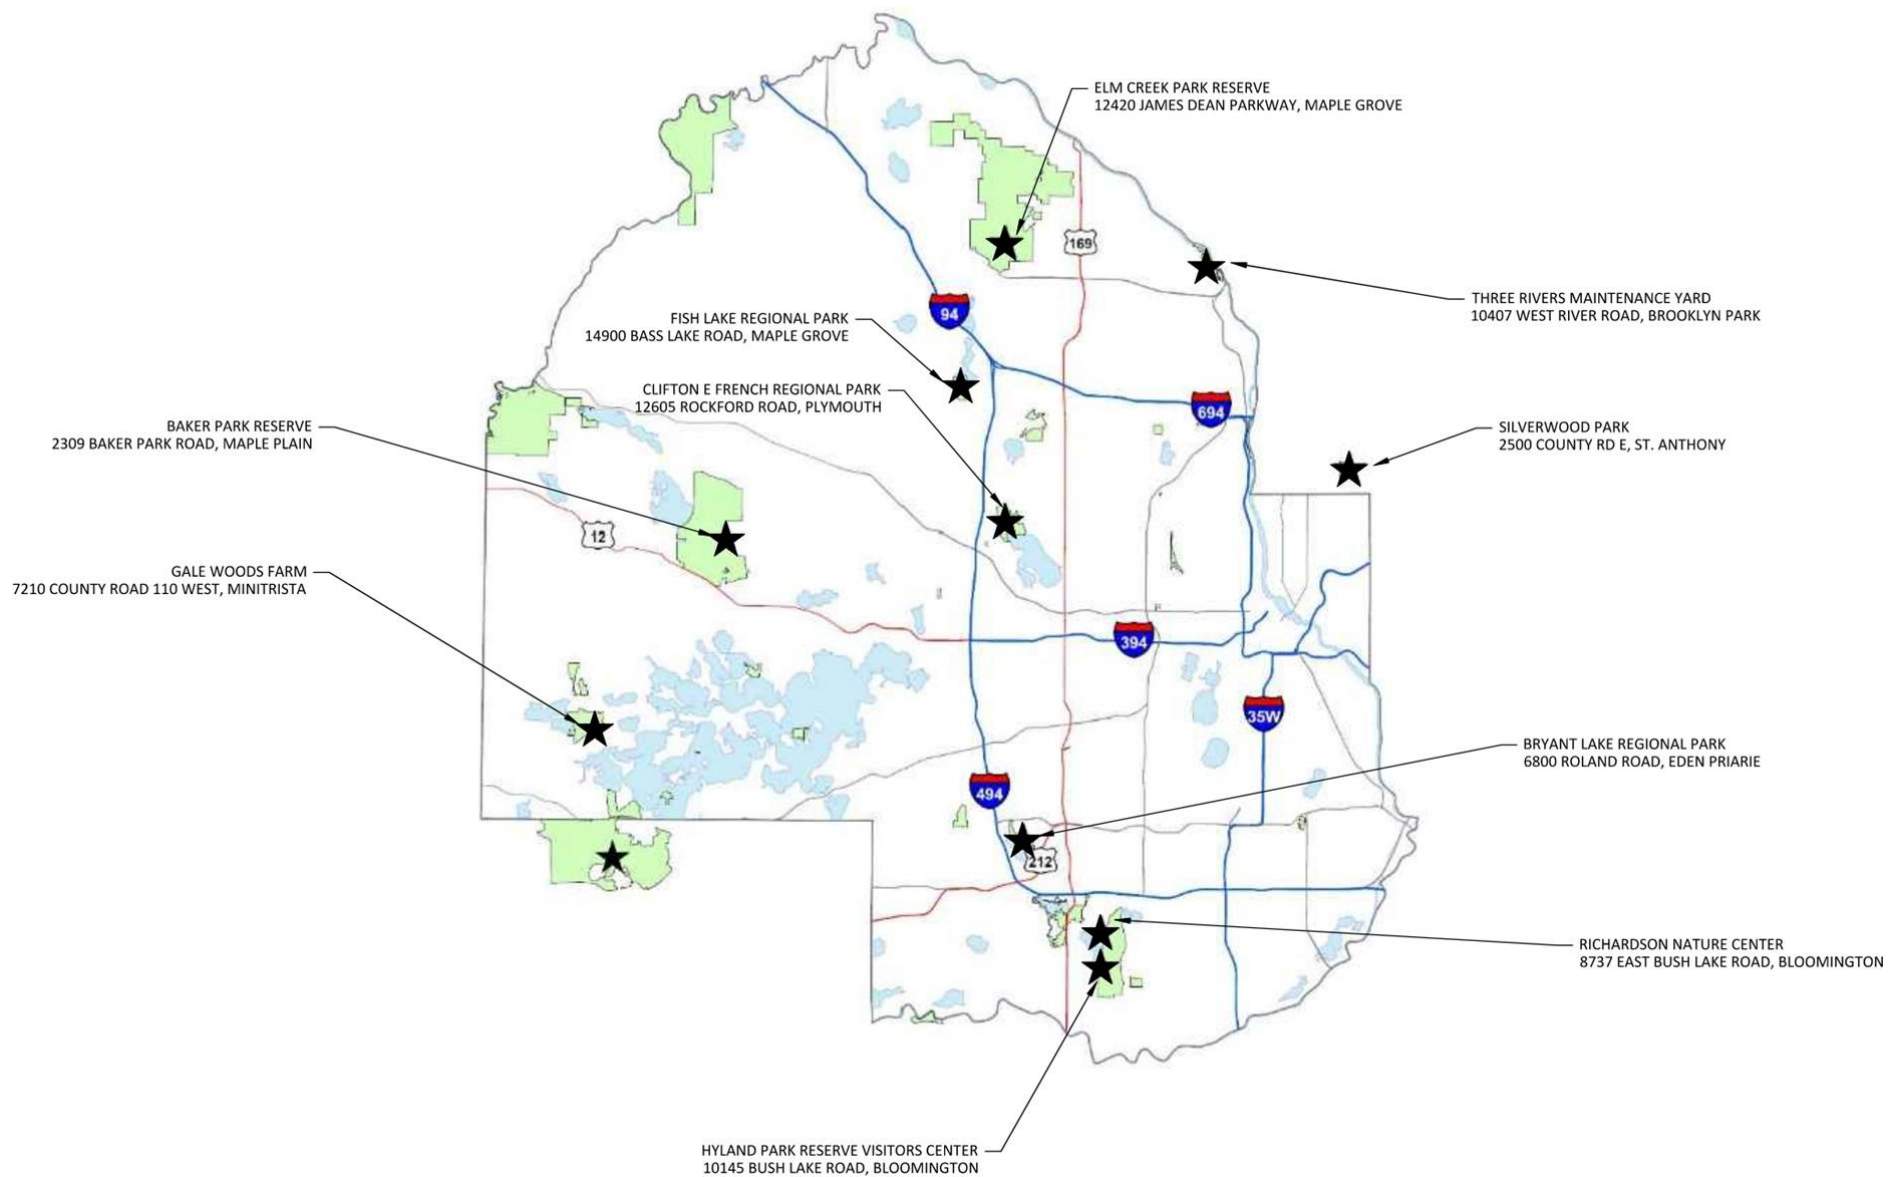 ELM CREEK PARK RESERVE
12420 JAMES DEAN PARKWAY, MAPLE GROVE
169
THREE RIVERS MAINTENANCE YARD
10407 WEST RIVER ROAD, BROOKLYN PARK
94
FISH LAKE REGIONAL PARK
14900 BASS LAKE ROAD, MAPLE GROVE
CLIFTON E FRENCH REGIONAL PARK
12605 ROCKFORD ROAD, PLYMOUTH
694
BAKER PARK RESERVE
2309 BAKER PARK ROAD, MAPLE PLAIN
SILVERWOOD PARK
2500 COUNTY RD E, ST. ANTHONY
12
GALE WOODS FARM
7210 COUNTY ROAD 110 WEST, MINITRISTA
394
35W
BRYANT LAKE REGIONAL PARK
6800 ROLAND ROAD, EDEN PRIARIE
494
212
RICHARDSON NATURE CENTER
8737 EAST BUSH LAKE ROAD, BLOOMINGTON
HYLAND PARK RESERVE VISITORS CENTER
10145 BUSH LAKE ROAD, BLOOMINGTON